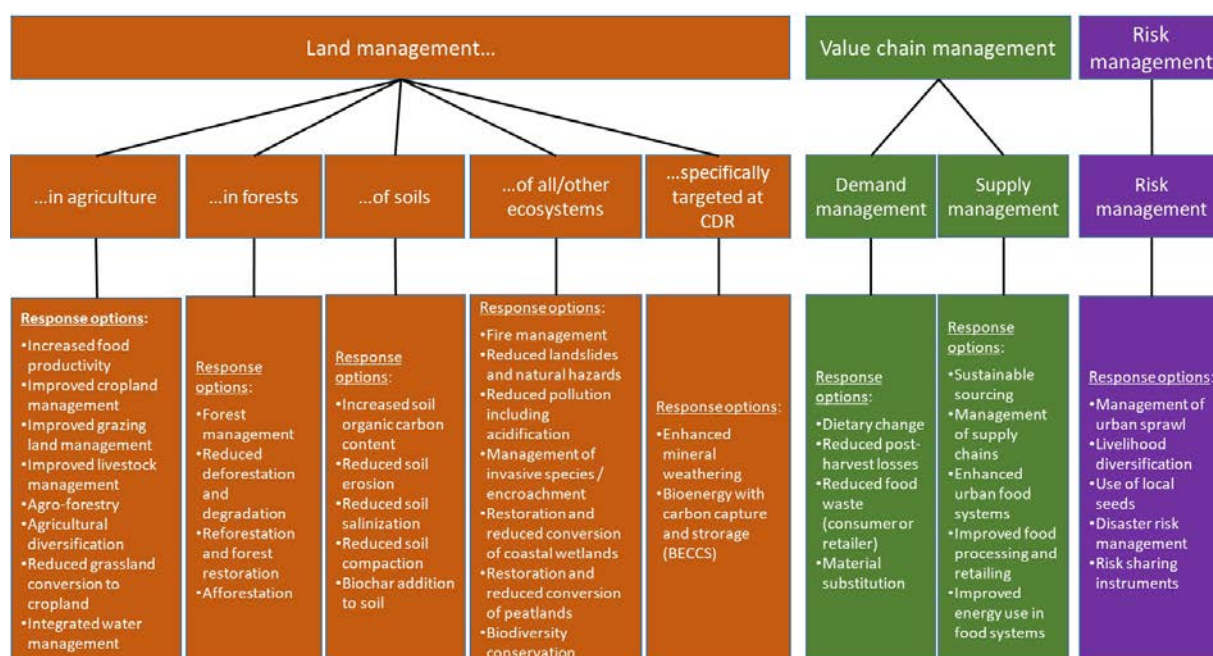 Land management...
Value chain management
Risk
management
...in agriculture
...in forests
...of soils
...of all/other
ecosystems
...specifically
targeted at
CDR
Demand
management
Supply
management
Risk
management
Response options:
•Increased food
productivity
•Improved cropland
management
•Improved grazing
land management
•Improved livestock
management
•Agro-forestry
•Agricultural
diversification
•Reduced grassland
conversion to
cropland
•Integrated water
management
Response
options:
•Forest
management
•Reduced
deforestation
and
degradation
•Reforestation
and forest
restoration
•Afforestation
Response
options:
•Increased soil
organic carbon
content
•Reduced soil
erosion
•Reduced soil
salinization
•Reduced soil
compaction
•Biochar addition
to soil
Response options:
•Fire management
•Reduced landslides
and natural hazards
•Reduced pollution
including
acidification
•Management of
invasive species /
encroachment
•Restoration and
reduced conversion
of coastal wetlands
•Restoration and
reduced conversion
of peatlands
•Biodiversity
conservation
Response options:
•Enhanced
mineral
weathering
•Bioenergy with
carbon capture
and strorage
(BECCS)
Response
options:
•Dietary change
•Reduced post-
harvest losses
•Reduced food
waste
(consumer or
retailer)
•Material
substitution
Response
options:
•Sustainable
sourcing
•Management
of supply
chains
•Enhanced
urban food
systems
•Improved food
processing and
retailing
•Improved
energy use in
food systems
Response options:
•Management of
urban sprawl
•Livelihood
diversification
•Use of local
seeds
•Disaster risk
management
•Risk sharing
instruments